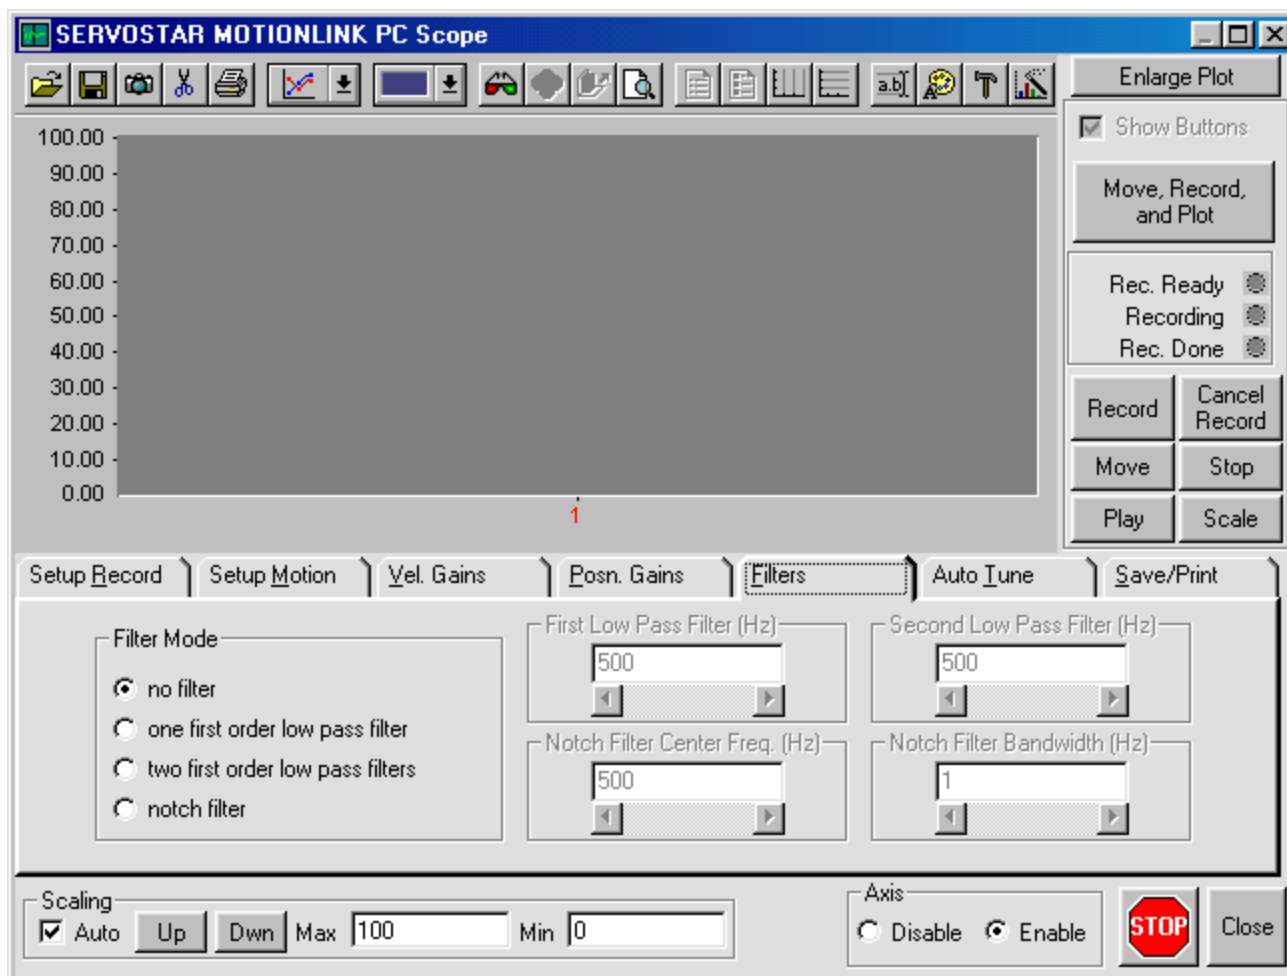 SERVOSTAR MOTIONLINK PC Scope
a.b
A
Enlarge Plot
Show Buttons
Move, Record,
and Plot
Rec. Ready
Recording
Rec. Done
Record
Cancel
Record
Move
Stop
Play
Scale
100.00
90.00
80.00
70.00
60.00
50.00
40.00
30.00
20.00
10.00
0.00
1
Setup Record
Setup Motion
Vel. Gains
Posn. Gains
Filters
Auto Tune
Save/Print
Filter Mode
no filter
one first order low pass filter
two first order low pass filters
notch filter
First Low Pass Filter (Hz)
500
Second Low Pass Filter (Hz)
500
Notch Filter Center Freq. (Hz)
500
Notch Filter Bandwidth (Hz)
1
Scaling
Auto
Up
Dwn
Max
100
Min
0
Axis
Disable
Enable
STOP
Close